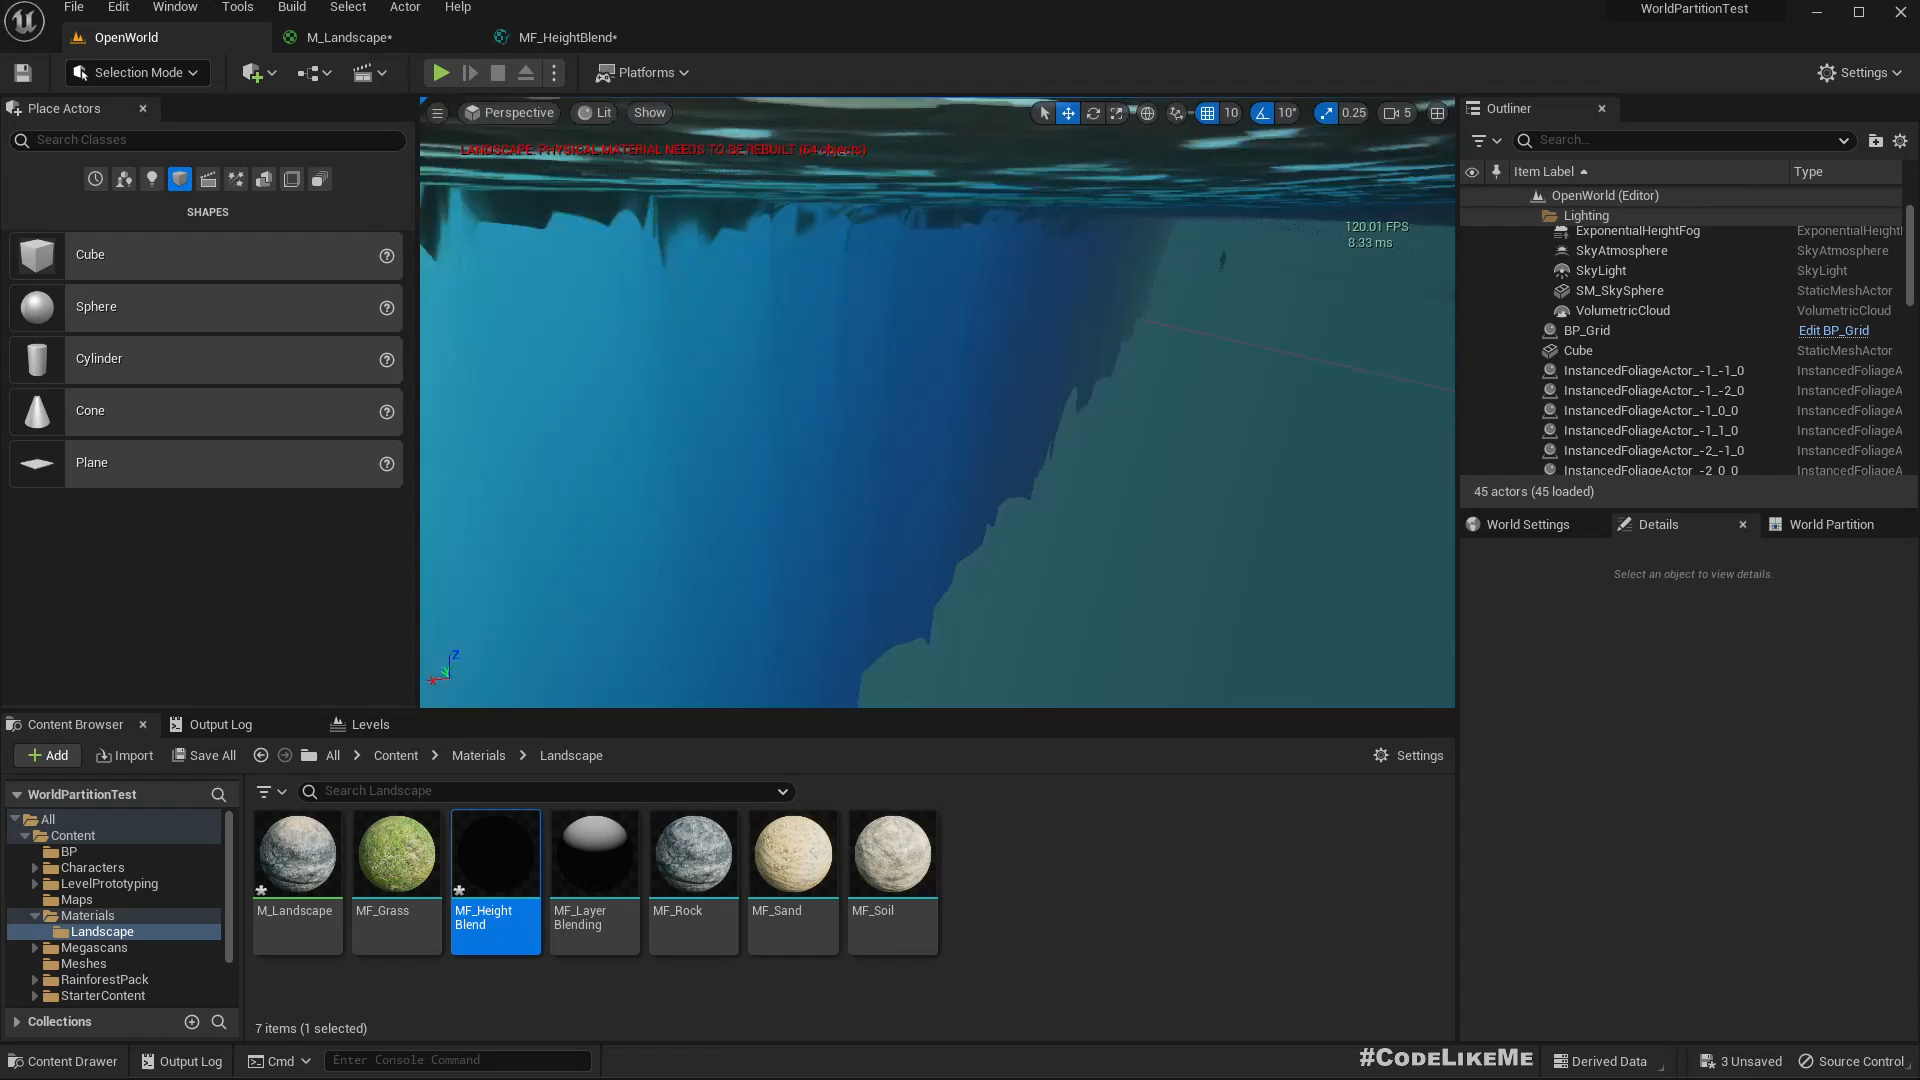 File Edit Window Tools Build Select Actor Help
WorldPartitionTest
OpenWorld
M_Landscape*
MF_HeightBlend*
Selection Mode
Platforms
Settings
Place Actors
Search Classes
SHAPES
Cube
Sphere
Cylinder
Cone
Plane
Perspective
Lit
Show
10
10°
0.25
5
LANDSCAPE: PHYSICAL MATERIAL NEEDS TO BE REBUILT (64 objects)
120.01 FPS
8.33 ms
Z
X
Outliner
Search...
Item Label
Type
OpenWorld (Editor)
Lighting
ExponentialHeightFog ExponentialHeightl
SkyAtmosphere SkyAtmosphere
SkyLight SkyLight
SM_SkySphere StaticMeshActor
VolumetricCloud VolumetricCloud
BP_Grid Edit BP_Grid
Cube StaticMeshActor
InstancedFoliageActor_-1_-1_0 InstancedFoliageA
InstancedFoliageActor_-1_-2_0 InstancedFoliageA
InstancedFoliageActor_-1_0_0 InstancedFoliageA
InstancedFoliageActor_-1_1_0 InstancedFoliageA
InstancedFoliageActor_-2_-1_0 InstancedFoliageA
InstancedFoliageActor_-2_0_0 InstancedFoliageA
45 actors (45 loaded)
World Settings
Details
World Partition
Select an object to view details.
Content Browser
Output Log
Levels
Add
Import
Save All
All
Content
Materials
Landscape
Settings
WorldPartitionTest
Search Landscape
All
Content
BP
Characters
LevelPrototyping
Maps
Materials
Landscape
Megascans
Meshes
RainforestPack
StarterContent
Collections
M_Landscape
MF_Grass
MF_Height
Blend
MF_Layer
Blending
MF_Rock
MF_Sand
MF_Soil
7 items (1 selected)
Content Drawer
Output Log
Cmd
Enter Console Command
#CodeLikeMe
Derived Data
3 Unsaved
Source Control